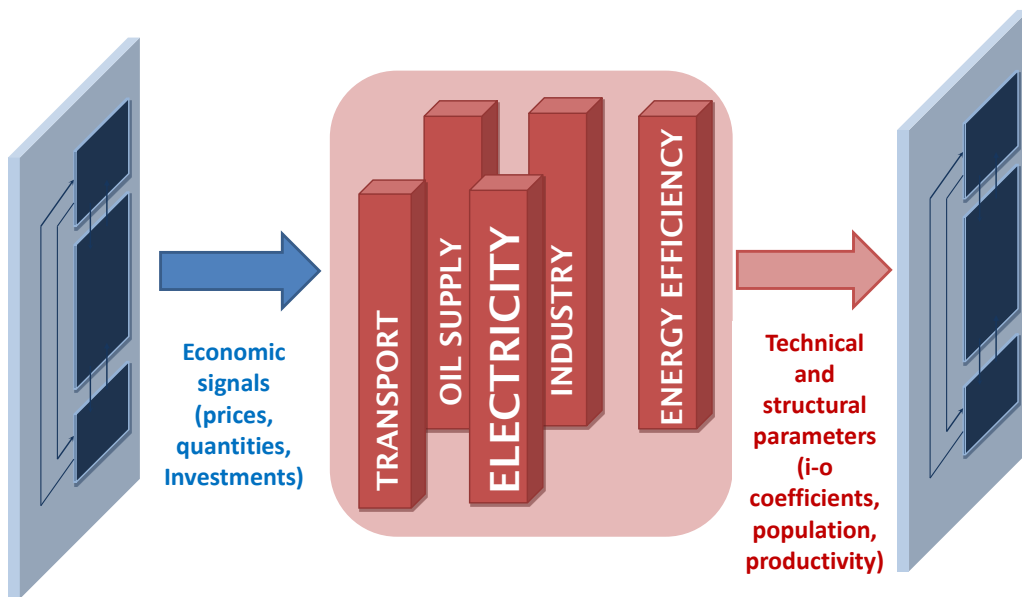 Economic
signals
(prices,
quantities,
Investments)
TRANSPORT
OIL SUPPLY
ELECTRICITY
INDUSTRY
ENERGY EFFICIENCY
Technical
and
structural
parameters
(i-o
coefficients,
population,
productivity)